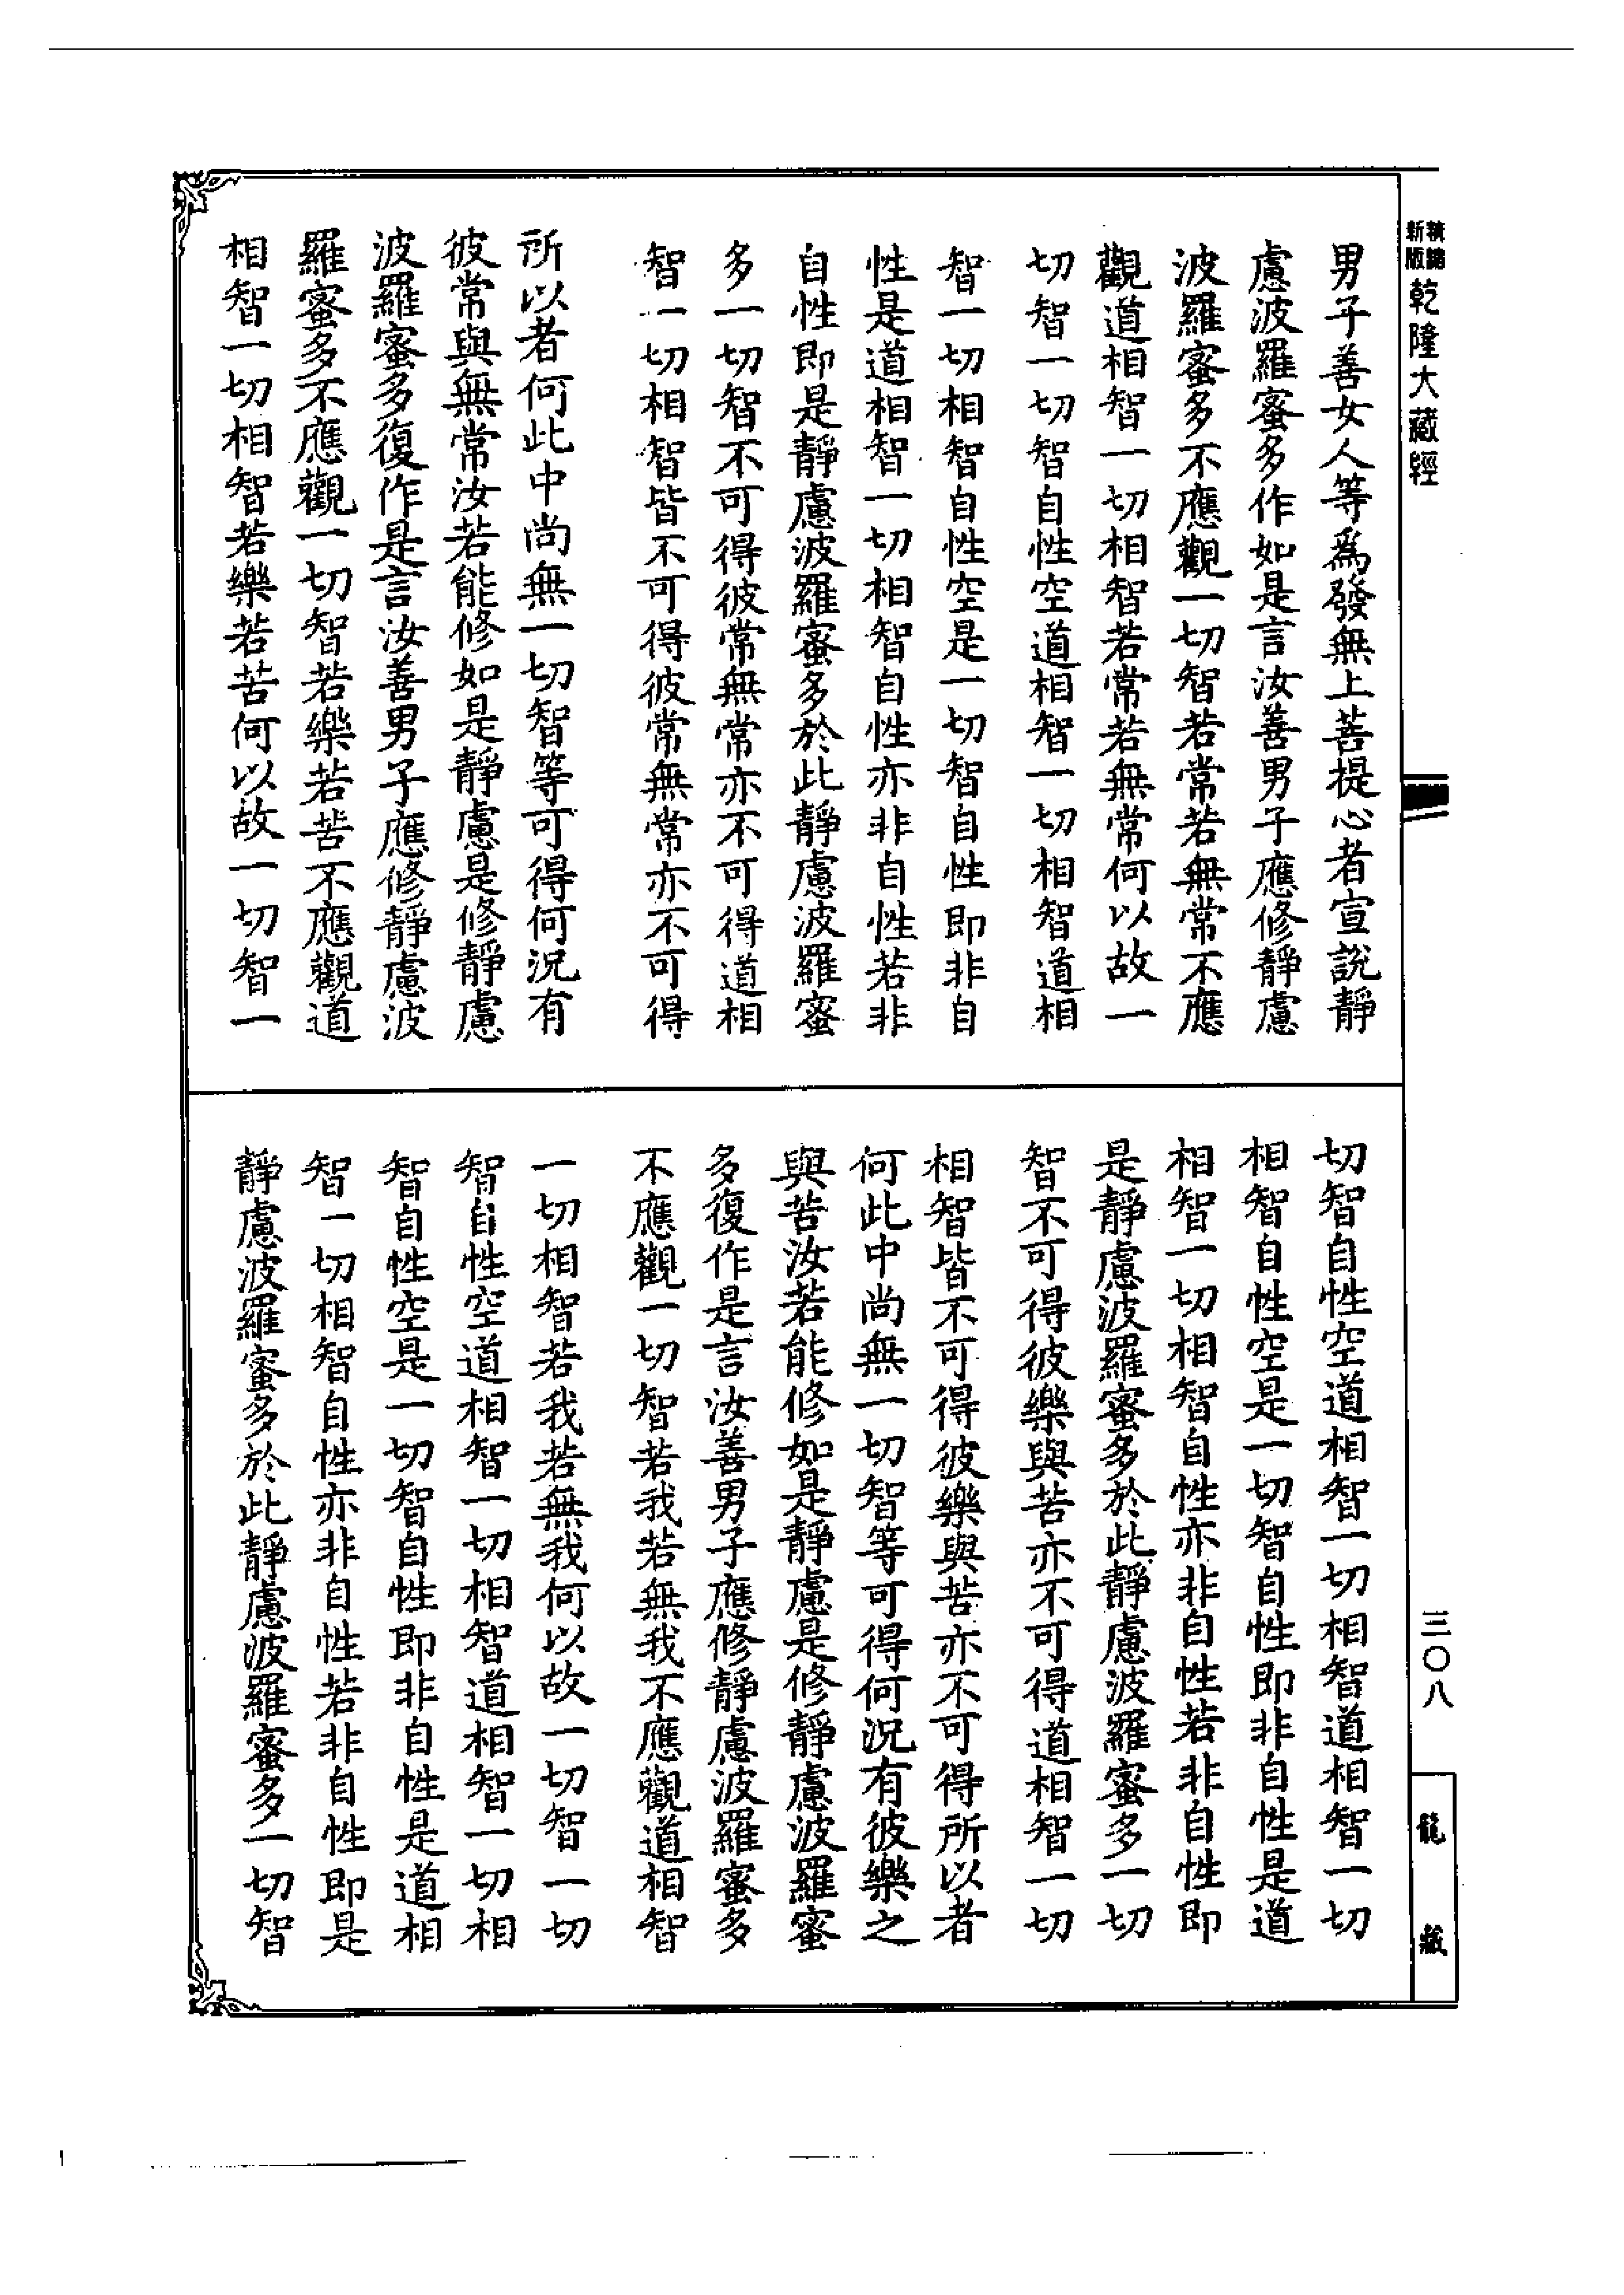 新版
乾隆大藏經
男子善女人等為發無上菩提心者宣說靜
慮波羅蜜多作如是言汝善男子應修靜慮
波羅蜜多不應觀一切智若常若無常不應
觀道相智一切相智若常若無常何以故一
切智一切智自性空道相智一切相智道相
智一切相智自性空是一切智自性即非自
性是道相智一切相智自性亦非自性若非
自性即是靜慮波羅蜜多於此靜慮波羅蜜
多一切智不可得彼常無常亦不可得道相
智一切相智皆不可得彼常無常亦不可得
所以者何此中尚無一切智等可得何況有
彼常與無常汝若能修如是靜慮是修靜慮
波羅蜜多復作是言汝善男子應修靜慮波
羅蜜多不應觀一切智若樂若苦不應觀道
相智一切相智若樂若苦何以故一切智一
切智自性空道相智一切相智道相智一切
相智自性空是一切智自性即非自性是道
相智一切相智自性亦非自性若非自性即
是靜慮波羅蜜多於此靜慮波羅蜜多一切
智不可得彼樂與苦亦不可得道相智一切
相智皆不可得彼樂與苦亦不可得所以者
何此中尚無一切智等可得何況有彼樂之
與苦汝若能修如是靜慮是修靜慮波羅蜜
多復作是言汝善男子應修靜慮波羅蜜多
不應觀一切智若我若無我不應觀道相智
一切相智若我若無我何以故一切智一切
智自性空道相智一切相智道相智一切相
智自性空是一切智自性即非自性是道相
智一切相智自性亦非自性若非自性即是
靜慮波羅蜜多於此靜慮波羅蜜多一切智
三〇八
龍藏